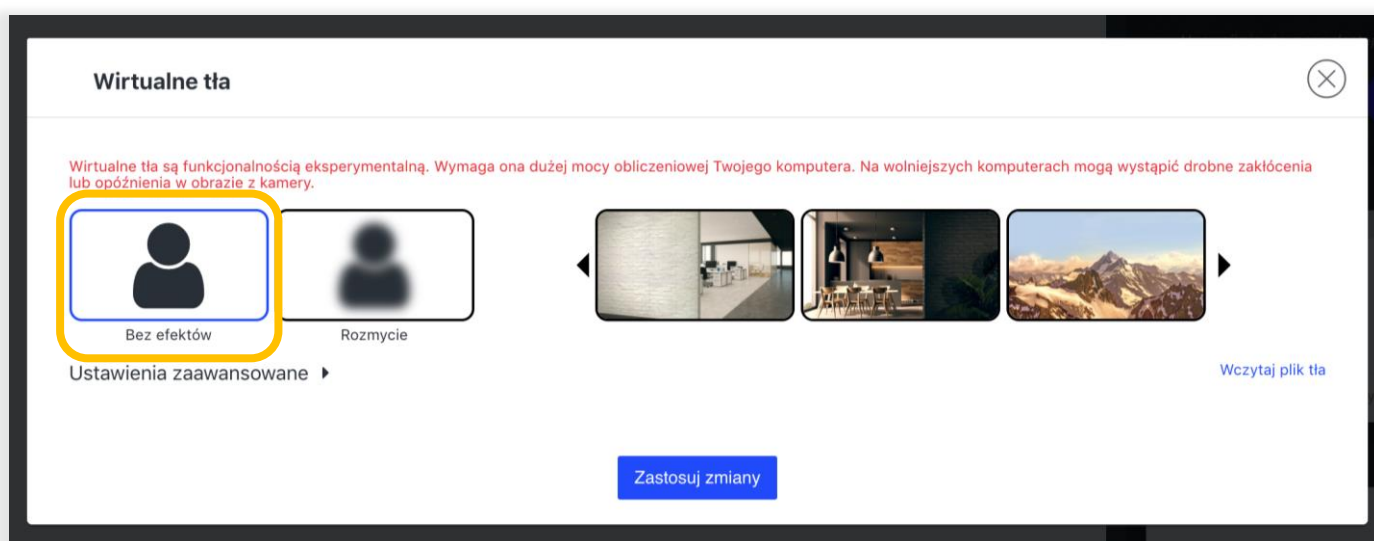 Wirtualne tła
Wirtualne tła są funkcjonalnością eksperymentalną. Wymaga ona dużej mocy obliczeniowej Twojego komputera. Na wolniejszych komputerach mogą wystąpić drobne zakłócenia
lub opóźnienia w obrazie z kamery.
Bez efektów
Rozmycie
Ustawienia zaawansowane
Wczytaj plik tła
Zastosuj zmiany